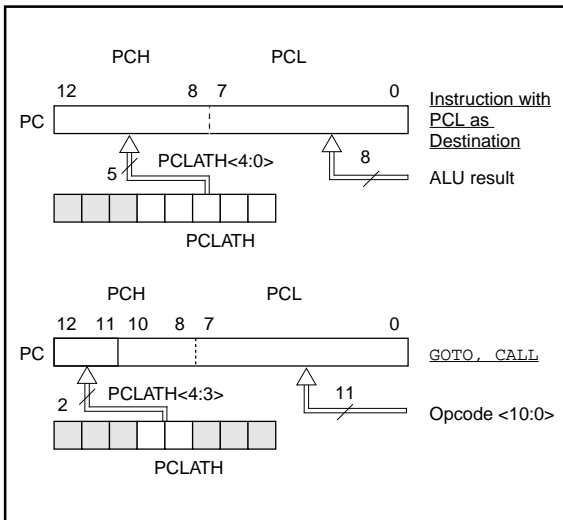 PCH PCL
12 8 7 0
Instruction with
PCL as
Destination
PC
PCLATH<4:0>
5 8
ALU result
PCLATH
PCH PCL
12 11 10 8 7 0
PC
GOTO, CALL
PCLATH<4:3>
2 11
Opcode <10:0>
PCLATH